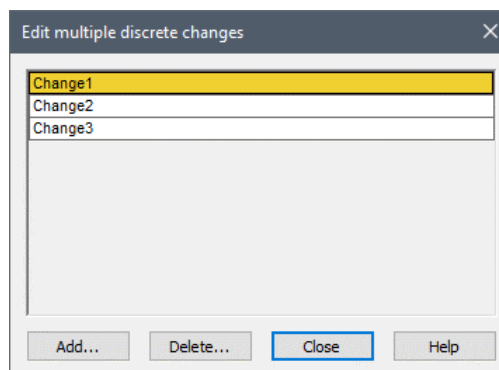 Edit multiple discrete changes
Change1
Change2
Change3
Add... Delete... Close Help